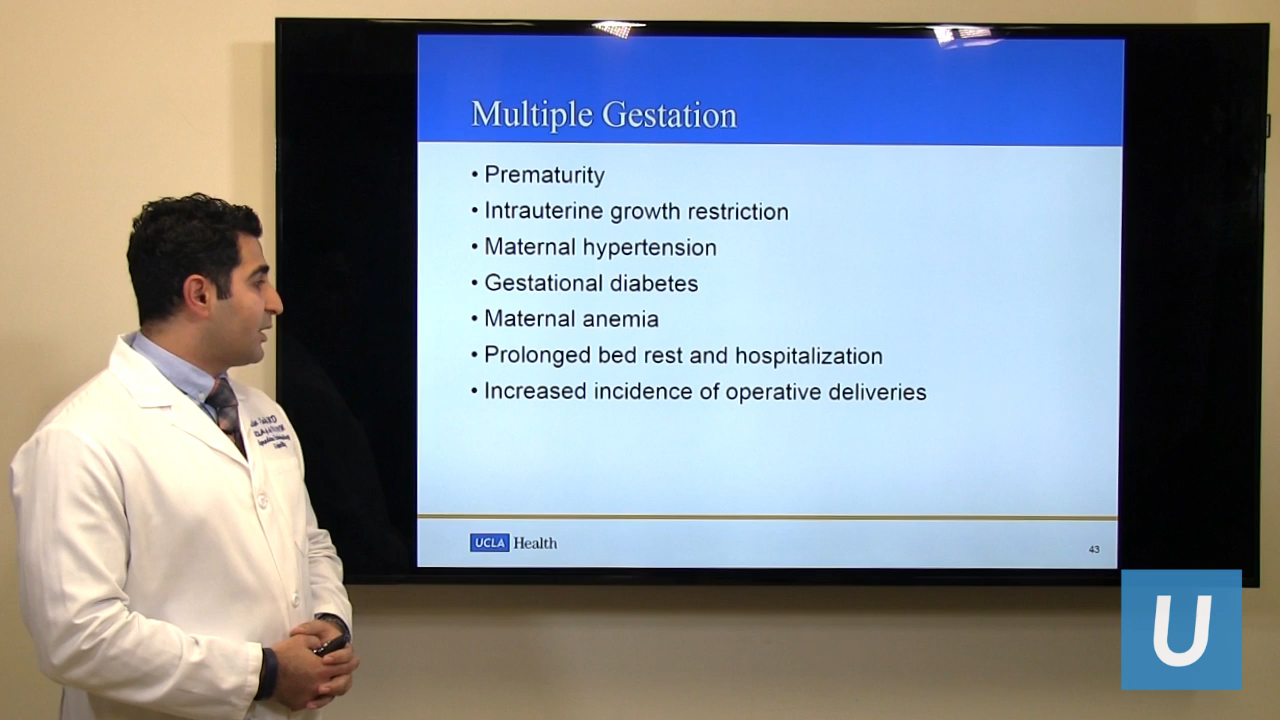 Multiple Gestation
• Prematurity
• Intrauterine growth restriction
• Maternal hypertension
• Gestational diabetes
• Maternal anemia
• Prolonged bed rest and hospitalization
• Increased incidence of operative deliveries
UCLA Health
43
U